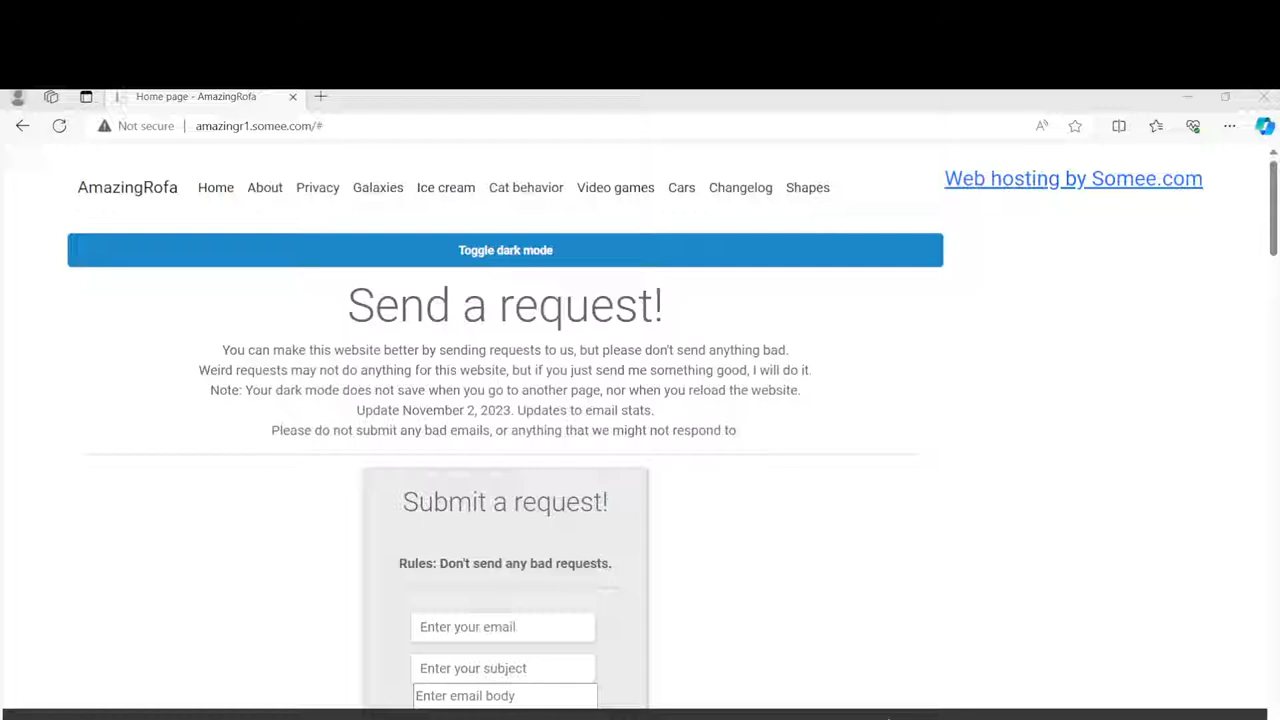 Home page - AmazingRofa
Not secure | amazingr1.somee.com/#
AmazingRofa Home About Privacy Galaxies Ice cream Cat behavior Video games Cars Changelog Shapes
Web hosting by Somee.com
Toggle dark mode
Send a request!
You can make this website better by sending requests to us, but please don't send anything bad.
Weird requests may not do anything for this website, but if you just send me something good, I will do it.
Note: Your dark mode does not save when you go to another page, nor when you reload the website.
Update November 2, 2023. Updates to email stats.
Please do not submit any bad emails, or anything that we might not respond to
Submit a request!
Rules: Don't send any bad requests.
Enter your email
Enter your subject
Enter email body